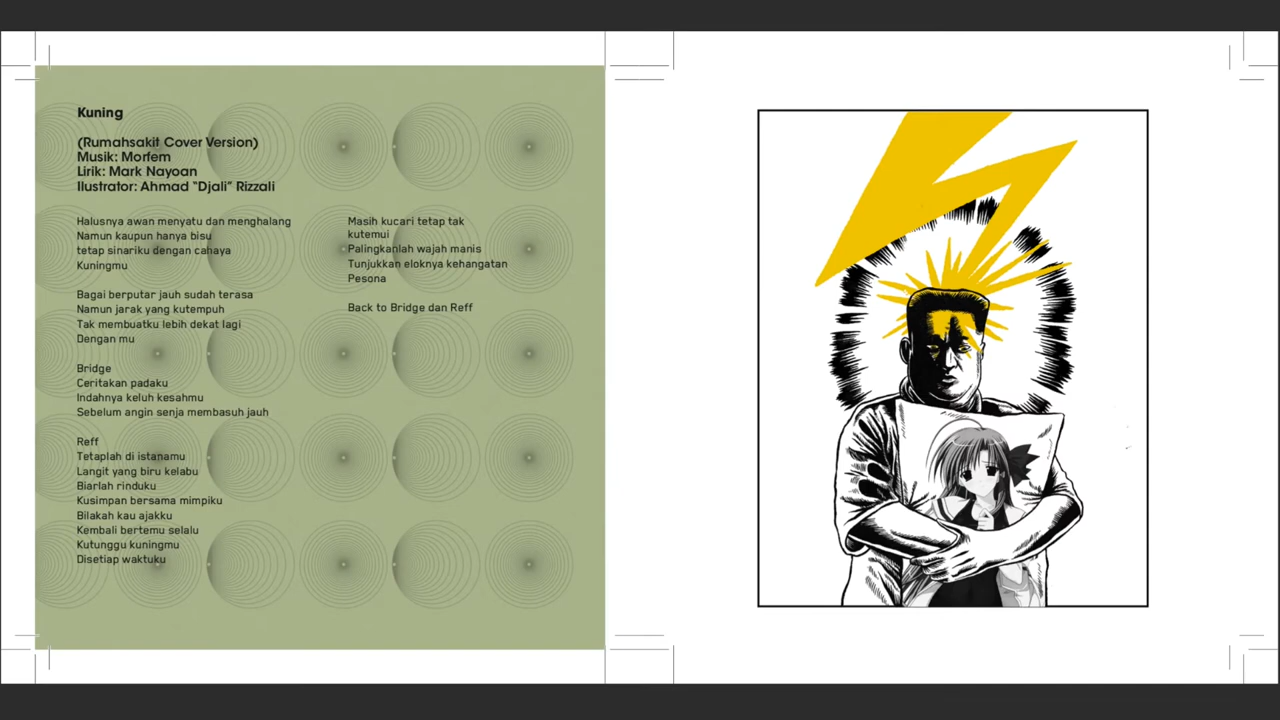 Kuning
(Rumahsakit Cover Version)
Musik: Morfem
Lirik: Mark Nayoan
Ilustrator: Ahmad "Djali" Rizzali
Halusnya awan menyatu dan menghalang
Namun kaupun hanya bisu
tetap sinariku dengan cahaya
Kuningmu
Bagai berputar jauh sudah terasa
Namun jarak yang kutempuh
Tak membuatku lebih dekat lagi
Dengan mu
Bridge
Ceritakan padaku
Indahnya keluh kesahmu
Sebelum angin senja membasuh jauh
Reff
Tetaplah di istanamu
Langit yang biru kelabu
Biarlah rinduku
Kusimpan bersama mimpiku
Bilakah kau ajakku
Kembali bertemu selalu
Kutunggu kuningmu
Disetiap waktuku
Masih kucari tetap tak
kutemui
Palingkanlah wajah manis
Tunjukkan eloknya kehangatan
Pesona
Back to Bridge dan Reff